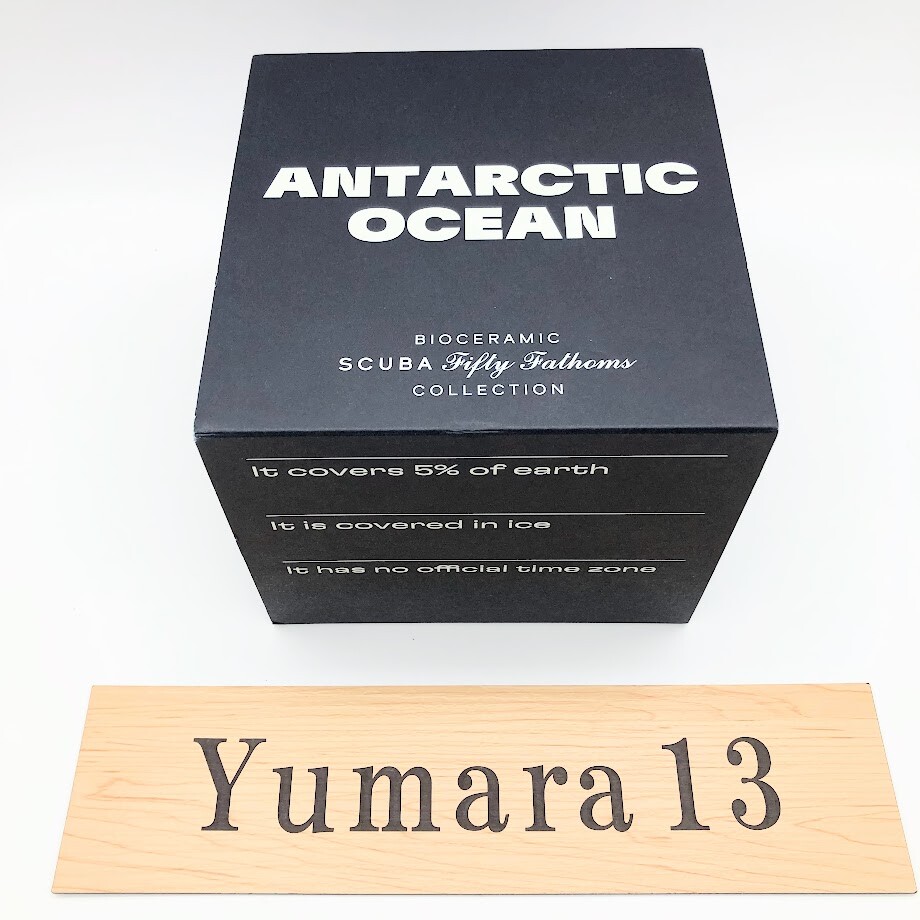 ANTARCTIC
OCEAN
BIOCERAMIC
SCUBA Fifty Fathoms
COLLECTION
It covers 5% of earth
It is covered in ice
It has no official time zone
Yumara13